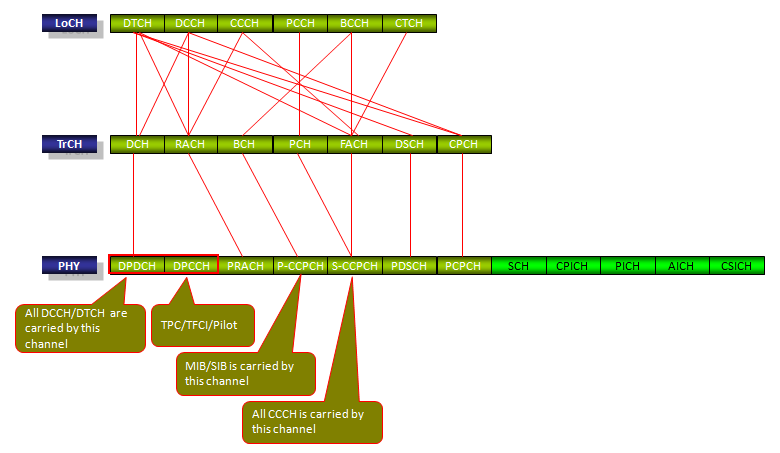 LoCH DTCH DCCH CCCH PCCH BCCH CTCH
TrCH DCH RACH BCH PCH FACH DSCH CPCH
PHY DPDCH DPCCH PRACH P-CCPCH S-CCPCH PDSCH PCPCH SCH CPICH PICH AICH CSICH
All DCCH/DTCH are
carried by this
channel
TPC/TFCI/Pilot
MIB/SIB is carried by
this channel
All CCCH is carried by
this channel